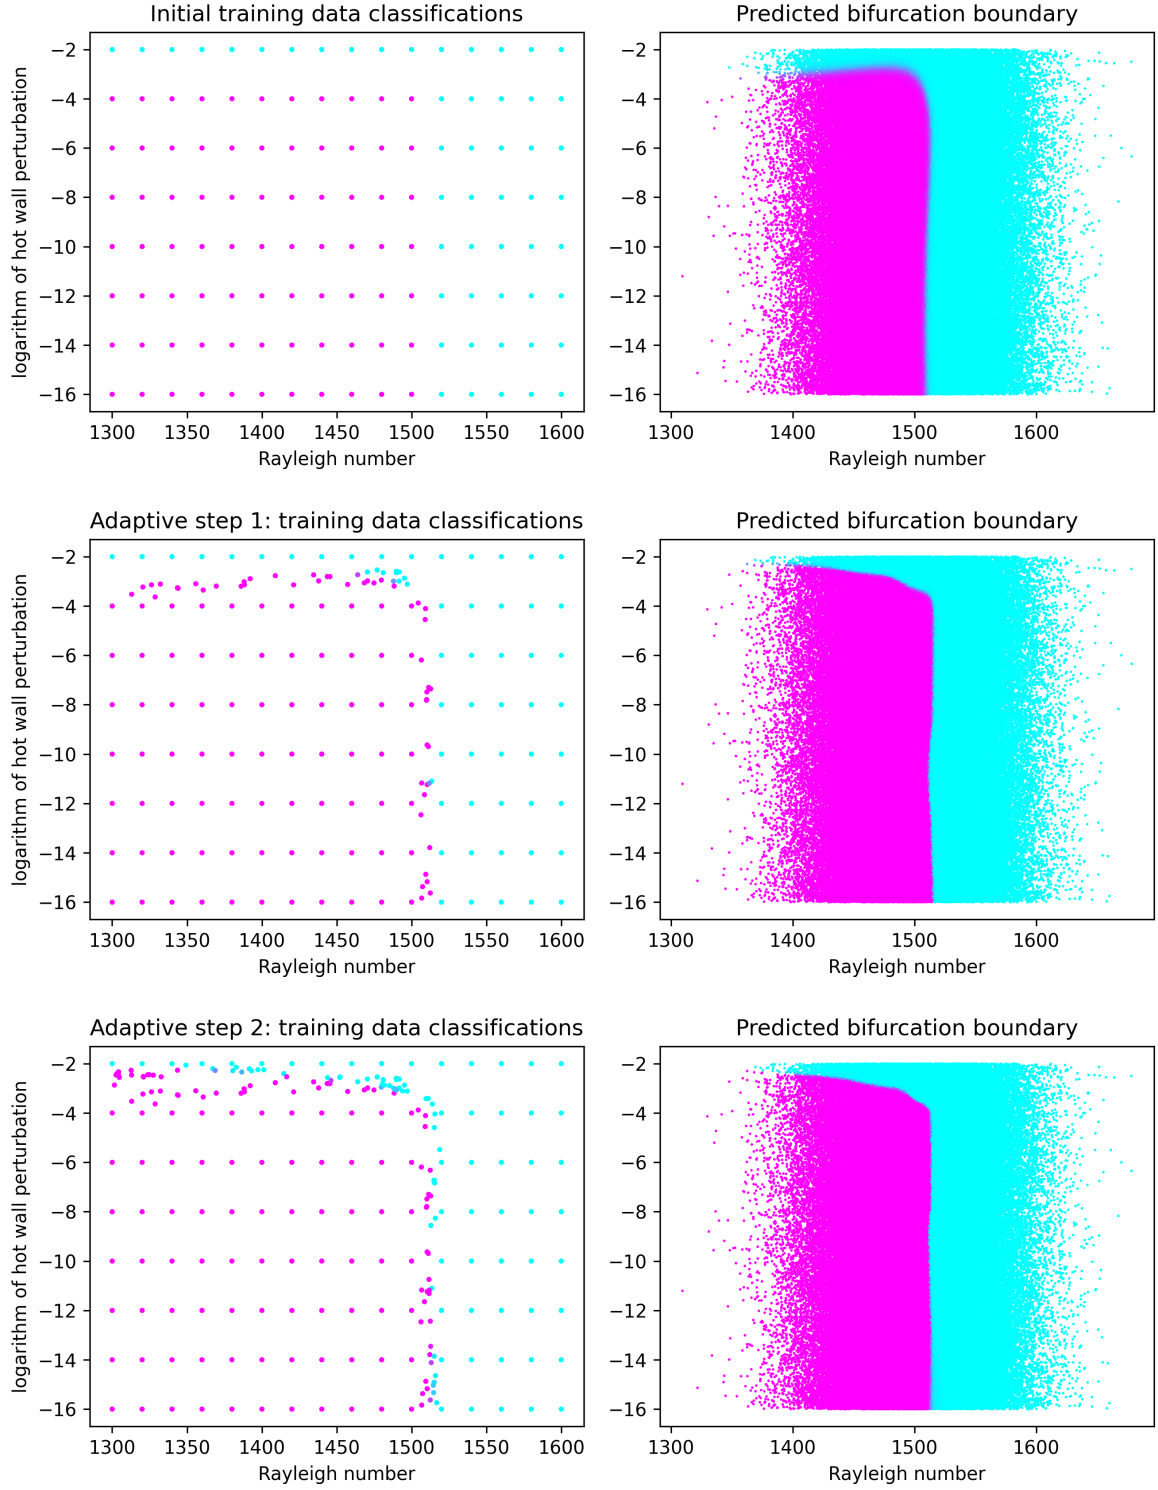 Initial training data classifications
Predicted bifurcation boundary
logarithm of hot wall perturbation
−2
−4
−6
−8
−10
−12
−14
−16
1300 1350 1400 1450 1500 1550 1600
Rayleigh number
−2
−4
−6
−8
−10
−12
−14
−16
1300 1400 1500 1600
Rayleigh number
Adaptive step 1: training data classifications
Predicted bifurcation boundary
logarithm of hot wall perturbation
−2
−4
−6
−8
−10
−12
−14
−16
1300 1350 1400 1450 1500 1550 1600
Rayleigh number
−2
−4
−6
−8
−10
−12
−14
−16
1300 1400 1500 1600
Rayleigh number
Adaptive step 2: training data classifications
Predicted bifurcation boundary
logarithm of hot wall perturbation
−2
−4
−6
−8
−10
−12
−14
−16
1300 1350 1400 1450 1500 1550 1600
Rayleigh number
−2
−4
−6
−8
−10
−12
−14
−16
1300 1400 1500 1600
Rayleigh number